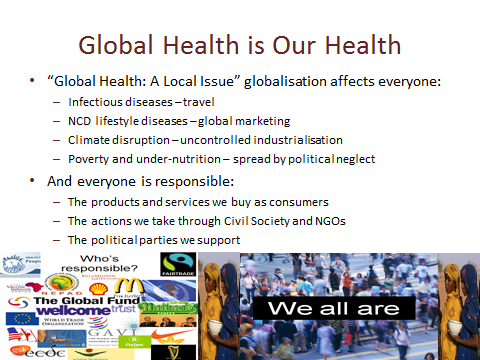 Global Health is Our Health
• “Global Health: A Local Issue” globalisation affects everyone:
– Infectious diseases – travel
– NCD lifestyle diseases – global marketing
– Climate disruption – uncontrolled industrialisation
– Poverty and under-nutrition – spread by political neglect
• And everyone is responsible:
– The products and services we buy as consumers
– The actions we take through Civil Society and NGOs
– The political parties we support
Who's
responsible?
FAIRTRADE
NEPAD
The Global Fund
wellcome trust
WORLD TRADE
ORGANIZATION
GAVI
Oxfam
ecdc
We all are